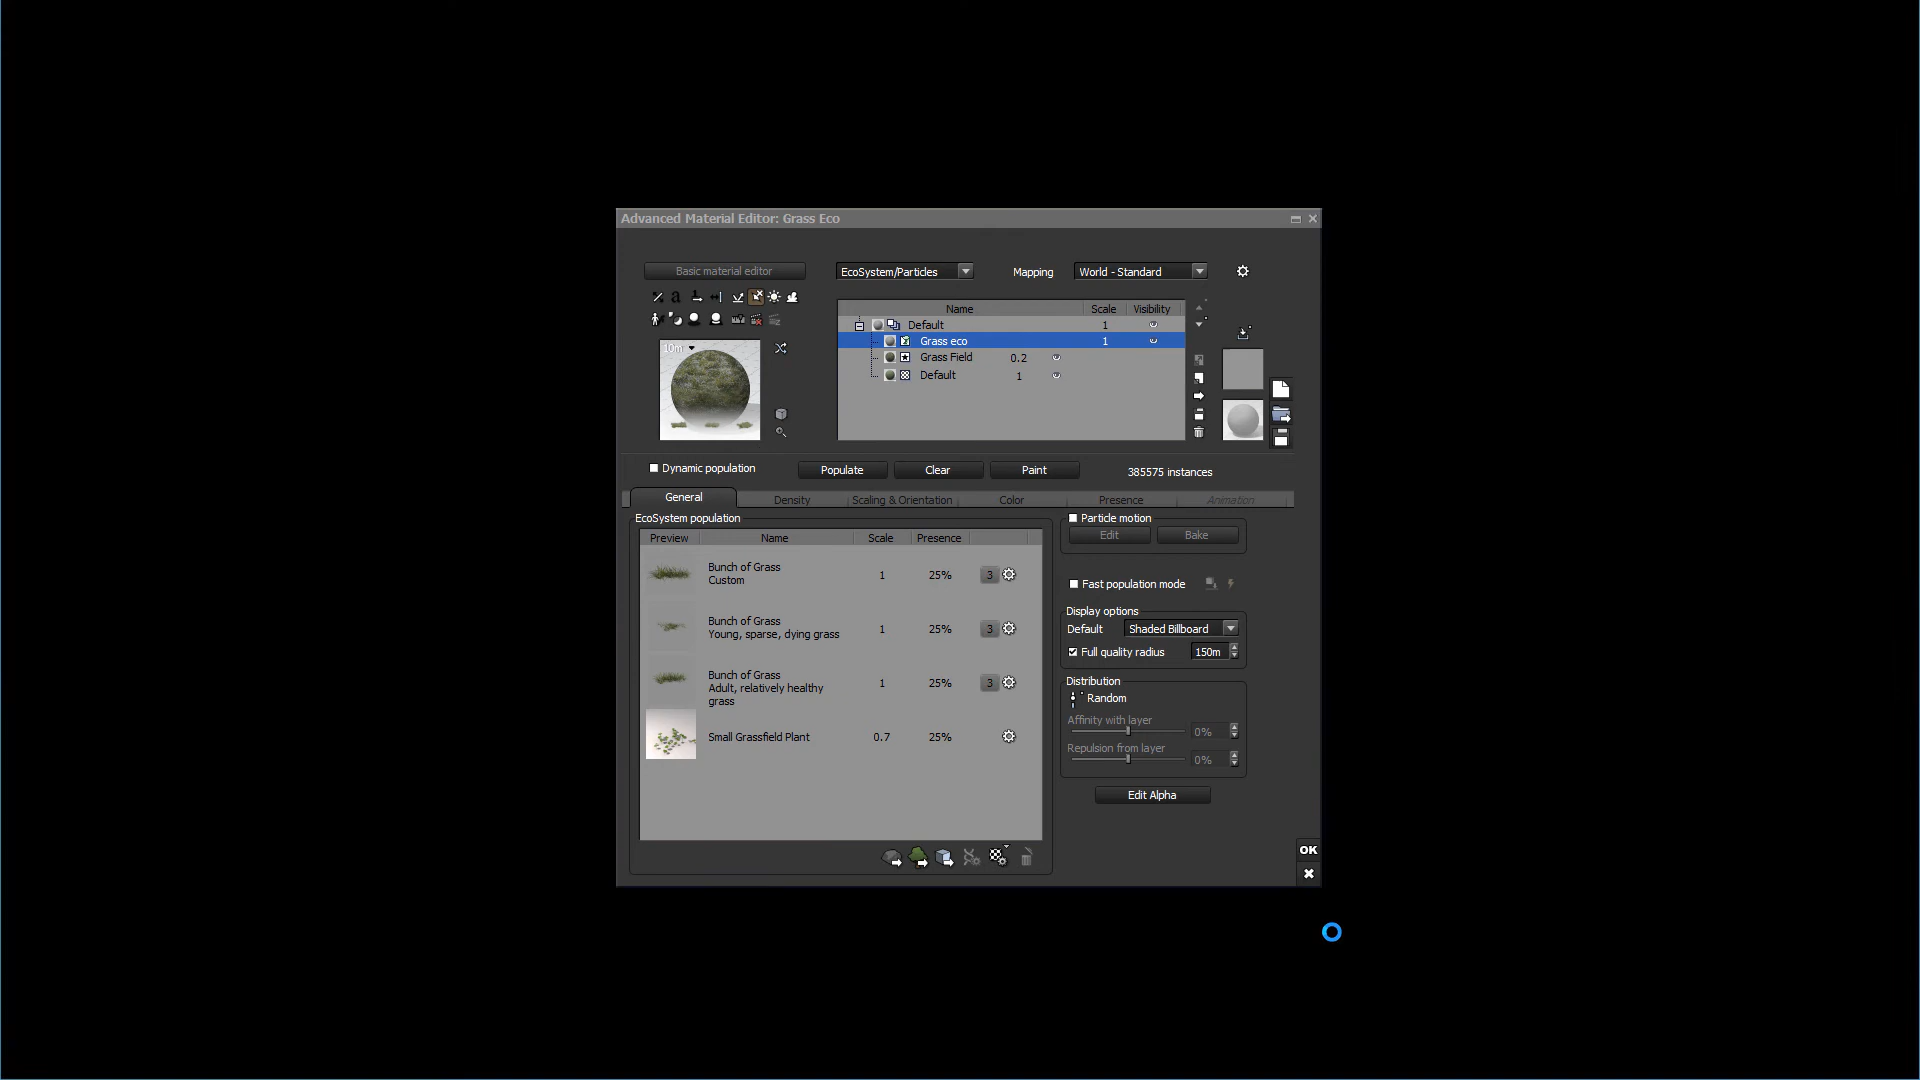 Advanced Material Editor: Grass Eco
Basic material editor
EcoSystem/Particles
Mapping
World - Standard
Name Scale Visibility
Default 1
Grass eco 1
Grass Field 0.2
Default 1
10m
Dynamic population
Populate
Clear
Paint
385575 instances
General
Density
Scaling & Orientation
Color
Presence
Animation
EcoSystem population
Preview Name Scale Presence
Bunch of Grass
Custom
1 25% 3
Bunch of Grass
Young, sparse, dying grass
1 25% 3
Bunch of Grass
Adult, relatively healthy
grass
1 25% 3
Small Grassfield Plant 0.7 25%
Particle motion
Edit
Bake
Fast population mode
Display options
Default Shaded Billboard
Full quality radius 150m
Distribution
Random
Affinity with layer
0%
Repulsion from layer
0%
Edit Alpha
OK